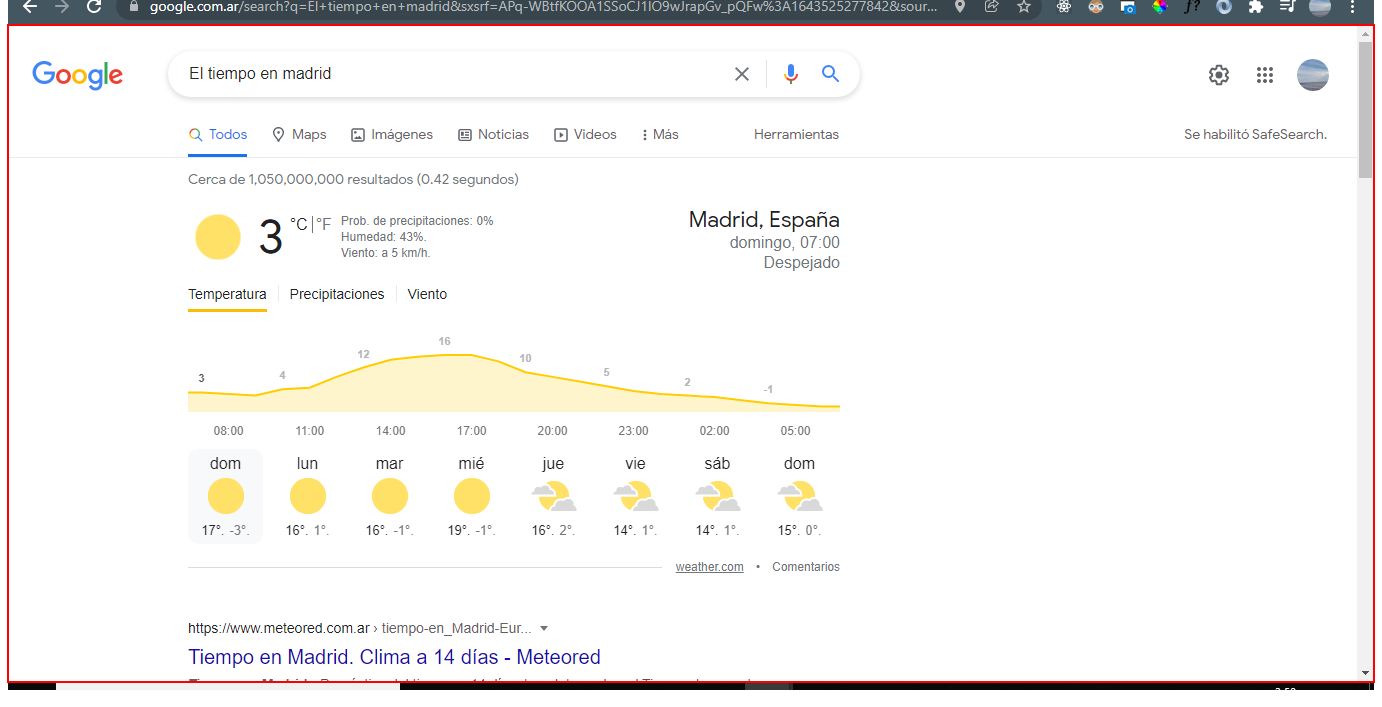 google.com.ar/search?q=El+tiempo+en+madrid&sxsrf=APq-WBtfKOOA1SSoCJ1IO9wJrapGv_pQFw%3A1643525277842&sour...
Google
El tiempo en madrid
Todos Maps Imágenes Noticias Videos Más Herramientas Se habilitó SafeSearch.
Cerca de 1,050,000,000 resultados (0.42 segundos)
3 °C | °F
Prob. de precipitaciones: 0%
Humedad: 43%.
Viento: a 5 km/h.
Madrid, España
domingo, 07:00
Despejado
Temperatura Precipitaciones Viento
3 4 12 16 10 5 2 -1
08:00 11:00 14:00 17:00 20:00 23:00 02:00 05:00
dom lun mar mié jue vie sáb dom
17°. -3°. 16°. 1°. 16°. -1°. 19°. -1°. 16°. 2°. 14°. 1°. 14°. 1°. 15°. 0°.
weather.com • Comentarios
https://www.meteored.com.ar › tiempo-en_Madrid-Eur...
Tiempo en Madrid. Clima a 14 días - Meteored